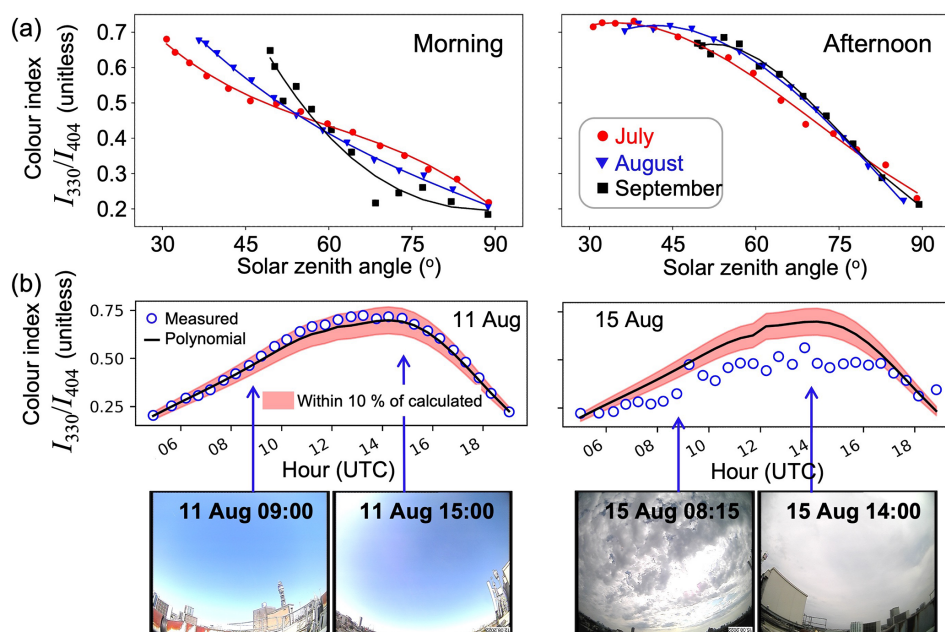 (a)
Colour index
I330/I404 (unitless)
0.7
0.6
0.5
0.4
0.3
0.2
Morning
30 45 60 75 90
Solar zenith angle (o)
Afternoon
July
August
September
30 45 60 75 90
Solar zenith angle (o)
(b)
Colour index
I330/I404 (unitless)
0.75
0.50
0.25
Measured
Polynomial
11 Aug
Within 10 % of calculated
06 08 10 12 14 16 18
Hour (UTC)
15 Aug
06 08 10 12 14 16 18
Hour (UTC)
11 Aug 09:00
11 Aug 15:00
15 Aug 08:15
15 Aug 14:00